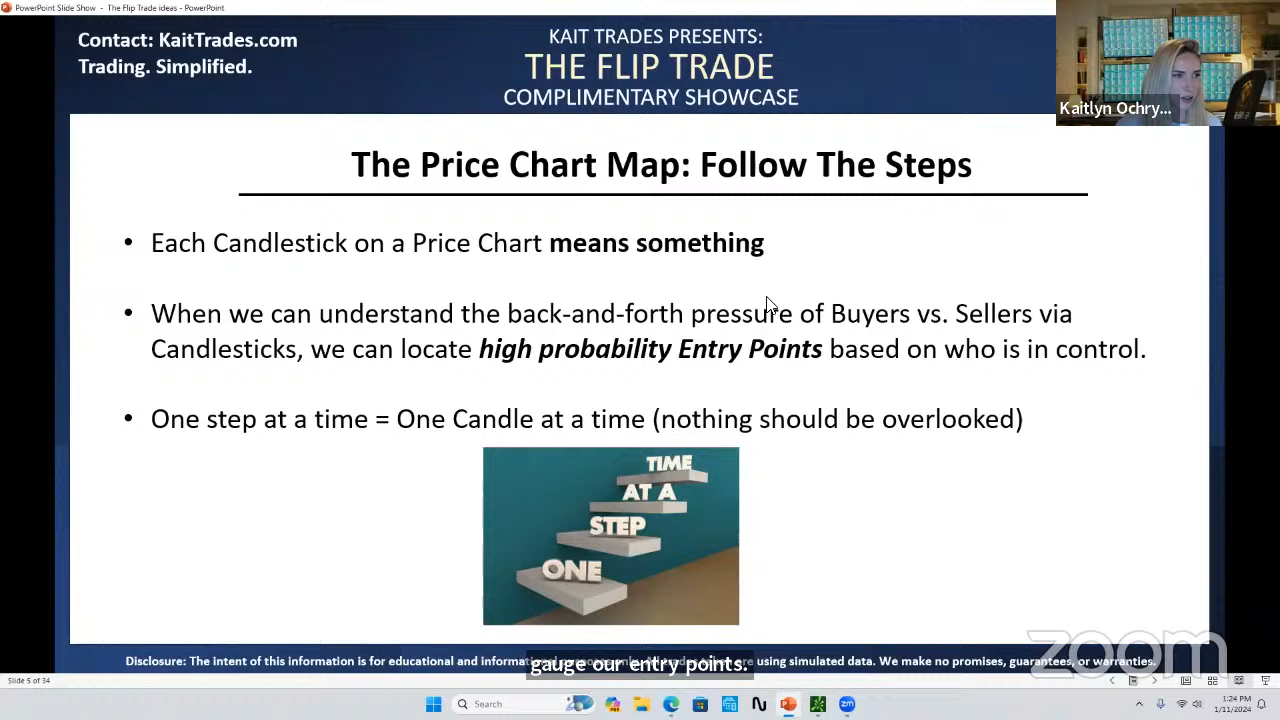 PowerPoint Slide Show - The Flip Trade ideas - PowerPoint
Contact: KaitTrades.com
Trading. Simplified.
KAIT TRADES PRESENTS:
THE FLIP TRADE
COMPLIMENTARY SHOWCASE
Kaitlyn Ochry...
The Price Chart Map: Follow The Steps
• Each Candlestick on a Price Chart means something
• When we can understand the back-and-forth pressure of Buyers vs. Sellers via
Candlesticks, we can locate high probability Entry Points based on who is in control.
• One step at a time = One Candle at a time (nothing should be overlooked)
TIME
AT A
STEP
ONE
zoom
Disclosure: The intent of this information is for educational and using simulated data. We make no promises, guarantees, or warranties.
gauge our entry points.
Slide 5 of 34
Search
1:24 PM
1/11/2024